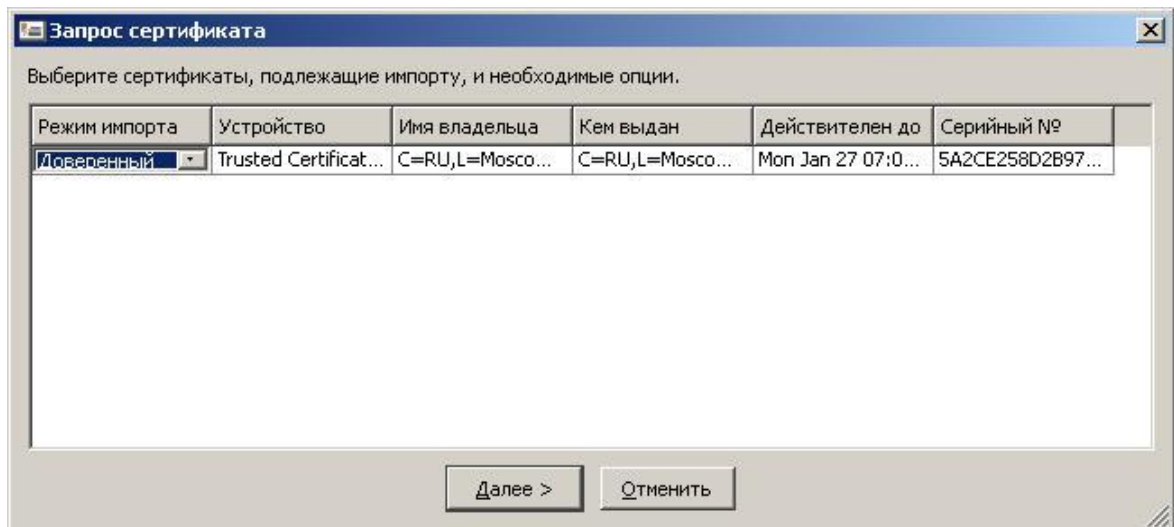 Запрос сертификата
Выберите сертификаты, подлежащие импорту, и необходимые опции.
Режим импорта Устройство Имя владельца Кем выдан Действителен до Серийный №
Доверенный Trusted Certificat... C=RU,L=Mosco... C=RU,L=Mosco... Mon Jan 27 07:0... 5A2CE258D2B97...
Далее > Отменить